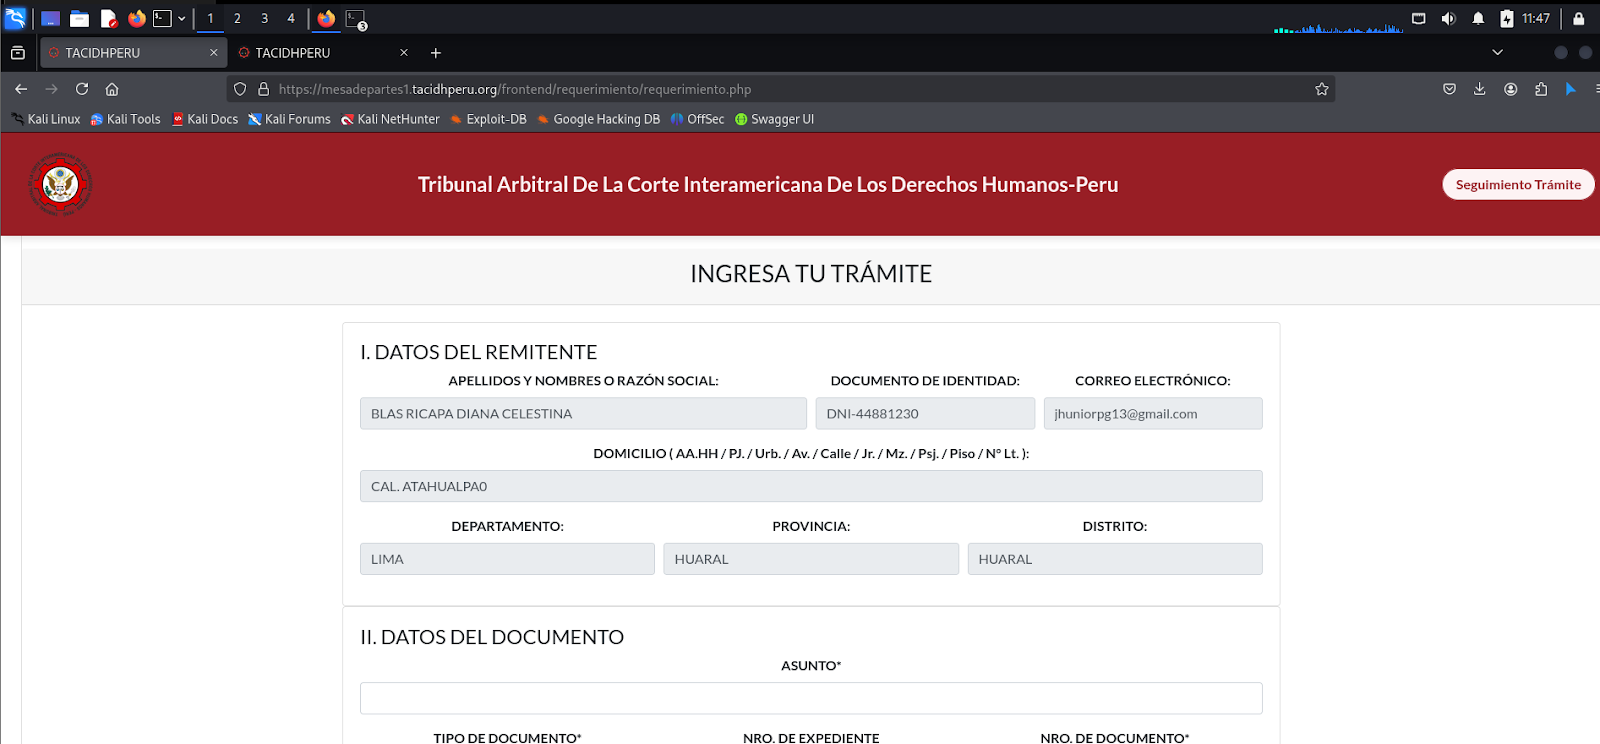 1 2 3 4 3 11:47
TACIDHPERU TACIDHPERU
https://mesadepartes1.tacidhperu.org/frontend/requerimiento/requerimiento.php
Kali Linux Kali Tools Kali Docs Kali Forums Kali NetHunter Exploit-DB Google Hacking DB OffSec Swagger UI
Tribunal Arbitral De La Corte Interamericana De Los Derechos Humanos-Peru
Seguimiento Trámite
INGRESA TU TRÁMITE
I. DATOS DEL REMITENTE
APELLIDOS Y NOMBRES O RAZÓN SOCIAL: DOCUMENTO DE IDENTIDAD: CORREO ELECTRÓNICO:
BLAS RICAPA DIANA CELESTINA DNI-44881230 jhuniorpg13@gmail.com
DOMICILIO ( AA.HH / PJ. / Urb. / Av. / Calle / Jr. / Mz. / Psj. / Piso / N° Lt. ):
CAL. ATAHUALPA0
DEPARTAMENTO: PROVINCIA: DISTRITO:
LIMA HUARAL HUARAL
II. DATOS DEL DOCUMENTO
ASUNTO*
TIPO DE DOCUMENTO* NRO. DE EXPEDIENTE NRO. DE DOCUMENTO*